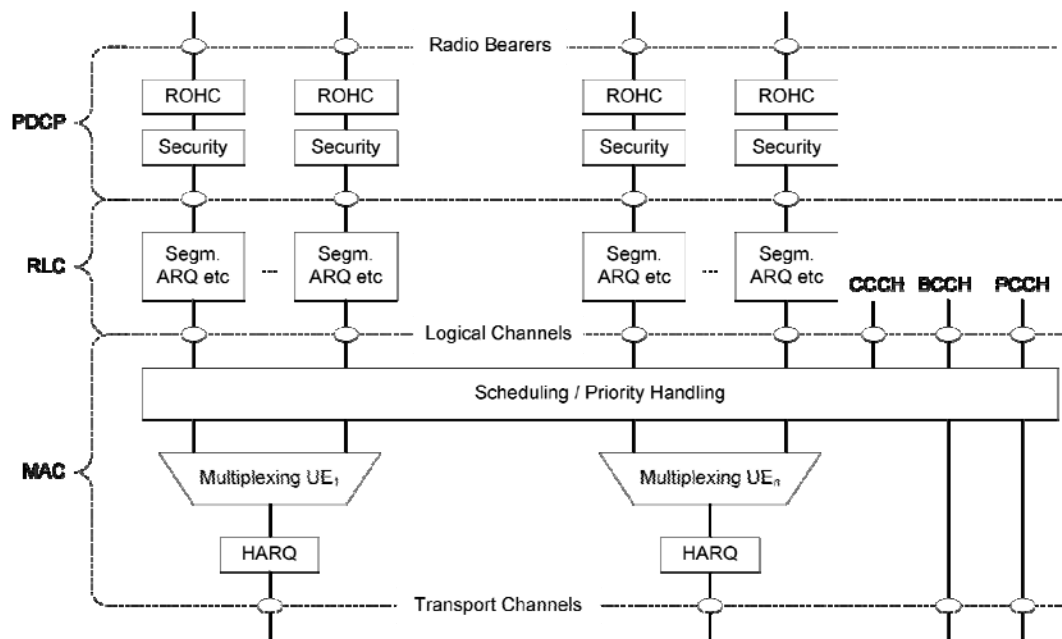 Radio Bearers
ROHC ROHC ROHC ROHC
PDCP
Security Security Security Security
Segm. ARQ etc ... Segm. ARQ etc Segm. ARQ etc ... Segm. ARQ etc
RLC
CCCH BCCH PCCH
Logical Channels
Scheduling / Priority Handling
MAC
Multiplexing UE₁ Multiplexing UEₙ
HARQ HARQ
Transport Channels